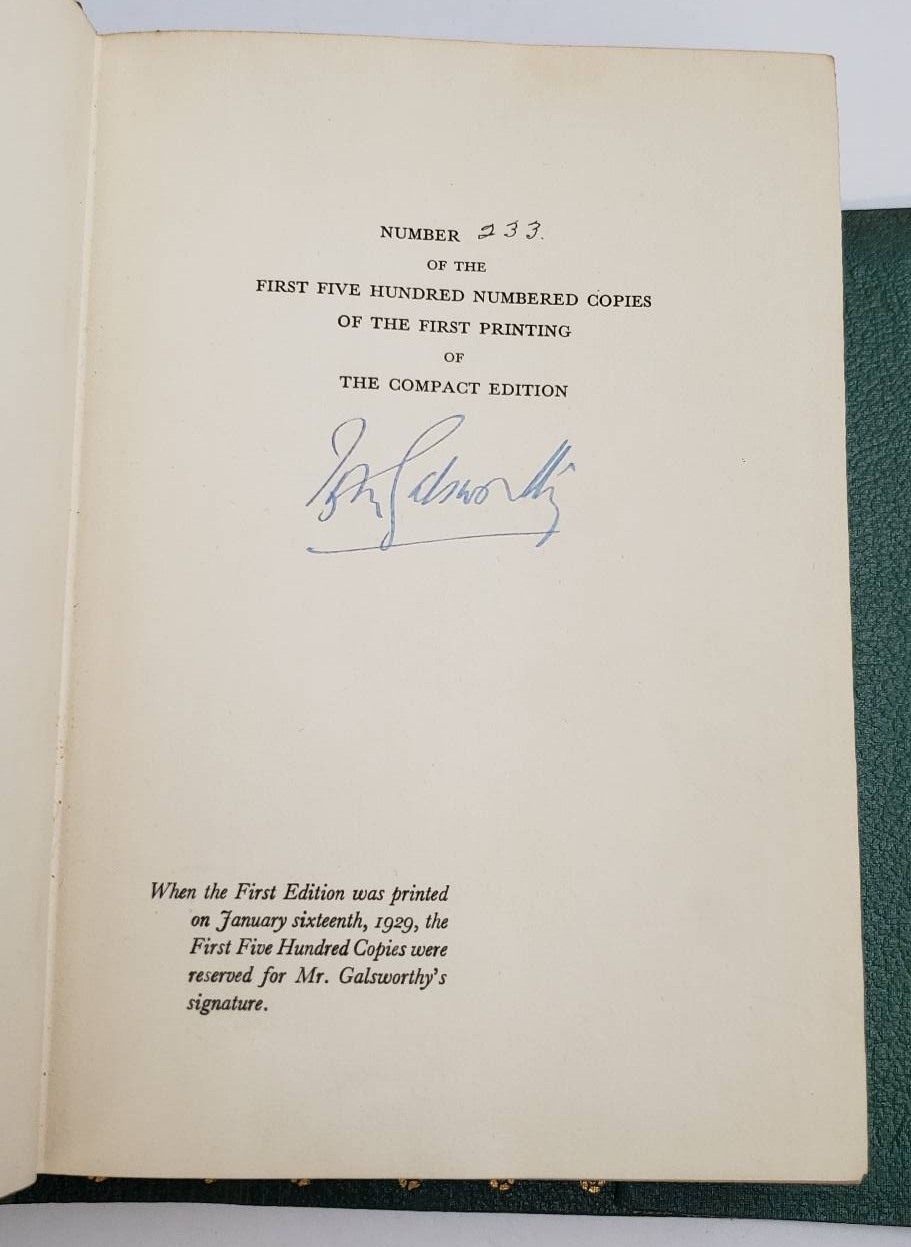 NUMBER 233.
OF THE
FIRST FIVE HUNDRED NUMBERED COPIES
OF THE FIRST PRINTING
OF
THE COMPACT EDITION
John Galsworthy
When the First Edition was printed
on January sixteenth, 1929, the
First Five Hundred Copies were
reserved for Mr. Galsworthy's
signature.